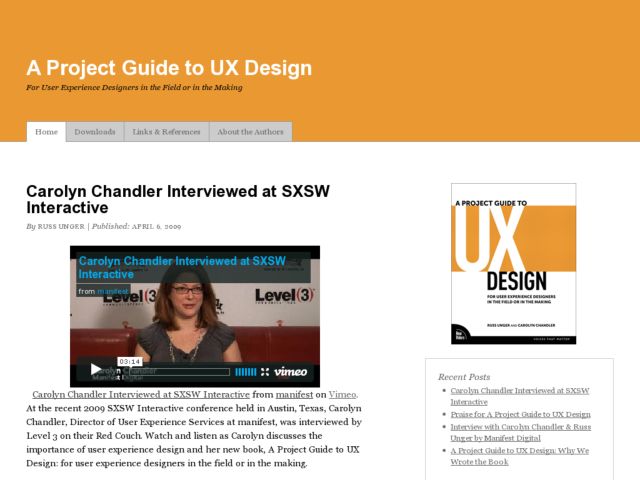 A Project Guide to UX Design
For User Experience Designers in the Field or in the Making
Home
Downloads
Links & References
About the Authors
Carolyn Chandler Interviewed at SXSW
Interactive
By RUSS UNGER | Published: APRIL 6, 2009
Carolyn Chandler Interviewed at SXSW
Interactive
from manifest
LEVEL(3)
Level(3)
03:14
Carolyn Chandler
Manifest Digital
vimeo
Carolyn Chandler Interviewed at SXSW Interactive from manifest on Vimeo.
At the recent 2009 SXSW Interactive conference held in Austin, Texas, Carolyn
Chandler, Director of User Experience Services at manifest, was interviewed by
Level 3 on their Red Couch. Watch and listen as Carolyn discusses the
importance of user experience design and her new book, A Project Guide to UX
Design: for user experience designers in the field or in the making.
A PROJECT GUIDE TO
UX
DESIGN
FOR USER EXPERIENCE DESIGNERS
IN THE FIELD OR IN THE MAKING
RUSS UNGER AND CAROLYN CHANDLER
VOICES THAT MATTER
Recent Posts
Carolyn Chandler Interviewed at SXSW
Interactive
Praise for A Project Guide to UX Design
Interview with Carolyn Chandler & Russ
Unger by Manifest Digital
A Project Guide to UX Design: Why We
Wrote the Book